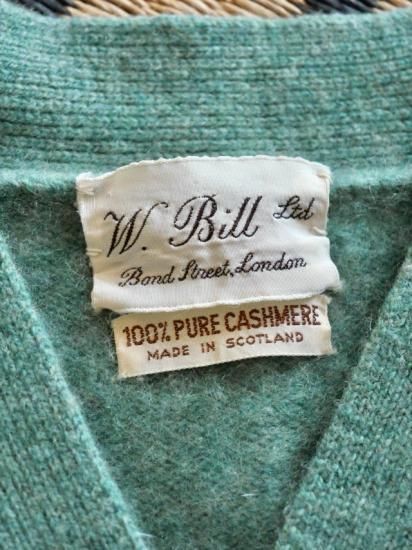 W. Bill Ltd
Bond Street, London
100% PURE CASHMERE
MADE IN SCOTLAND